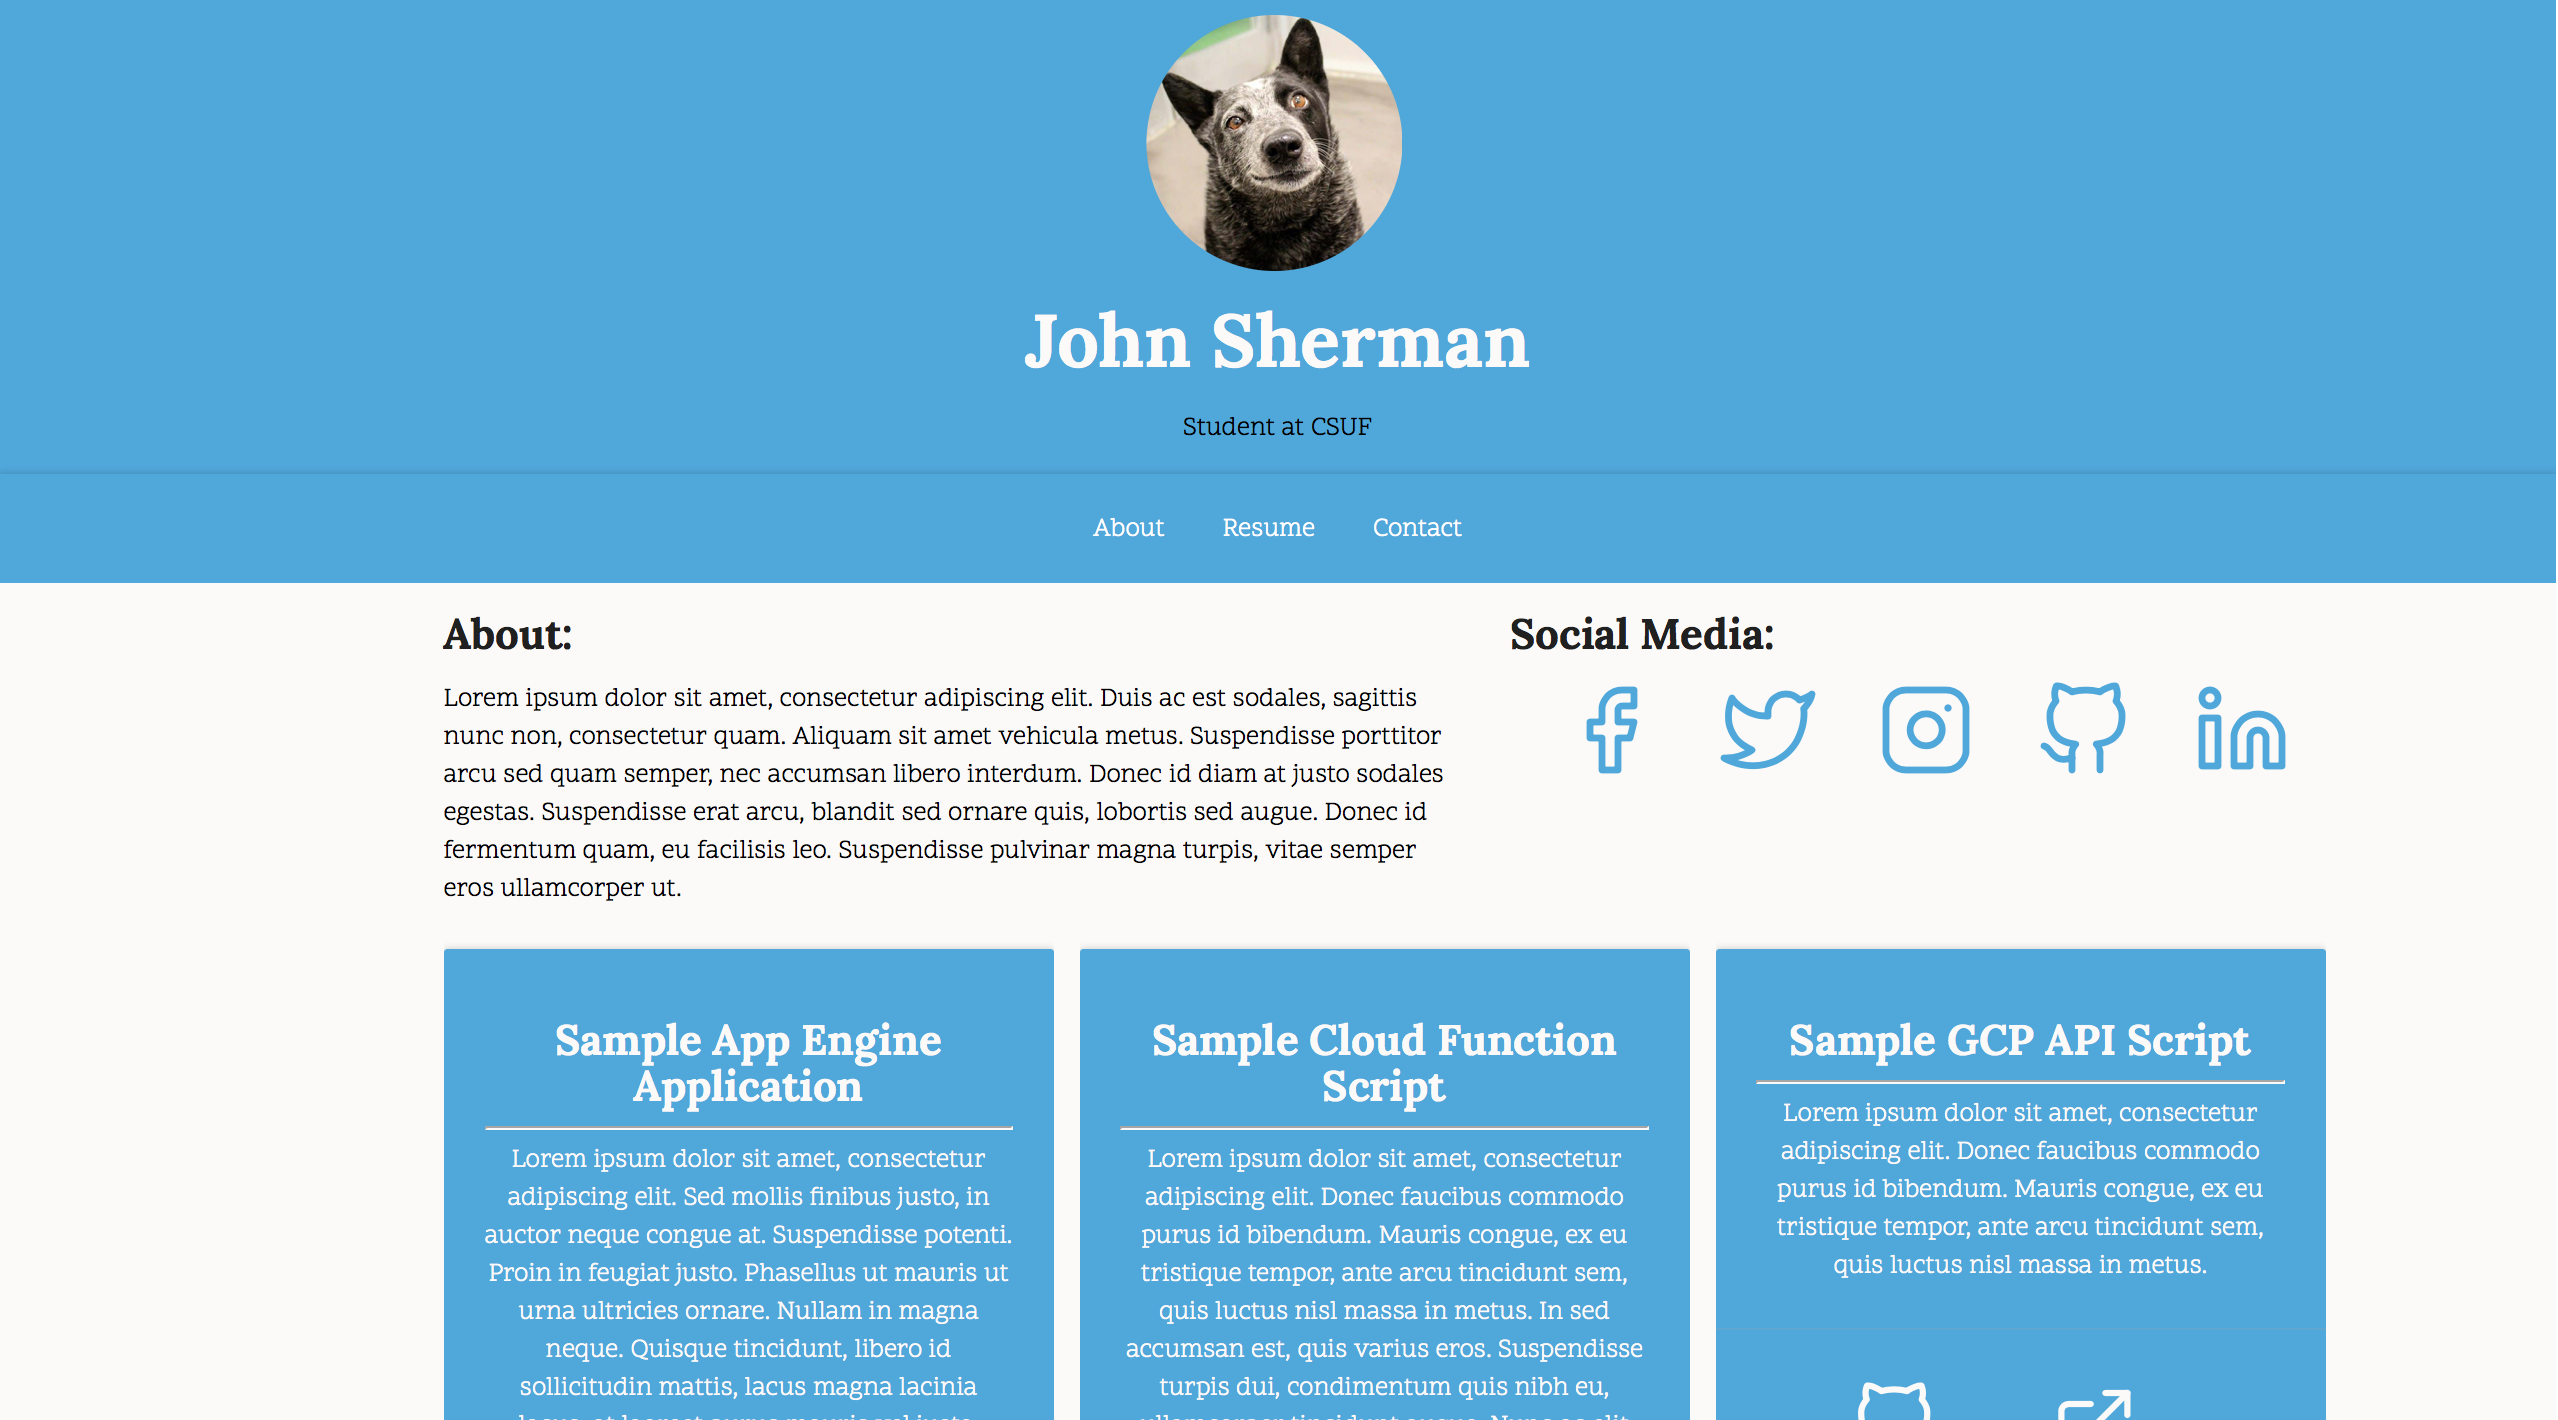 John Sherman
Student at CSUF
About Resume Contact
About:
Lorem ipsum dolor sit amet, consectetur adipiscing elit. Duis ac est sodales, sagittis
nunc non, consectetur quam. Aliquam sit amet vehicula metus. Suspendisse porttitor
arcu sed quam semper, nec accumsan libero interdum. Donec id diam at justo sodales
egestas. Suspendisse erat arcu, blandit sed ornare quis, lobortis sed augue. Donec id
fermentum quam, eu facilisis leo. Suspendisse pulvinar magna turpis, vitae semper
eros ullamcorper ut.
Social Media:
Sample App Engine
Application
Lorem ipsum dolor sit amet, consectetur
adipiscing elit. Sed mollis finibus justo, in
auctor neque congue at. Suspendisse potenti.
Proin in feugiat justo. Phasellus ut mauris ut
urna ultricies ornare. Nullam in magna
neque. Quisque tincidunt, libero id
sollicitudin mattis, lacus magna lacinia
Sample Cloud Function
Script
Lorem ipsum dolor sit amet, consectetur
adipiscing elit. Donec faucibus commodo
purus id bibendum. Mauris congue, ex eu
tristique tempor, ante arcu tincidunt sem,
quis luctus nisl massa in metus. In sed
accumsan est, quis varius eros. Suspendisse
turpis dui, condimentum quis nibh eu,
Sample GCP API Script
Lorem ipsum dolor sit amet, consectetur
adipiscing elit. Donec faucibus commodo
purus id bibendum. Mauris congue, ex eu
tristique tempor, ante arcu tincidunt sem,
quis luctus nisl massa in metus.